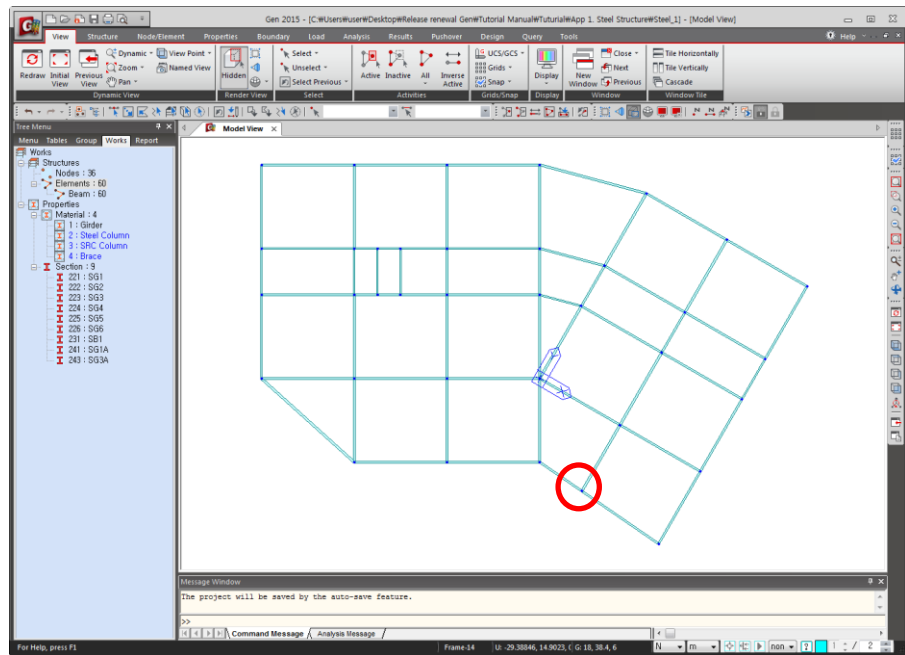 Gen 2015 - [C:₩Users₩user₩Desktop₩Release renewal Gen₩Tutorial Manual₩Tuturial₩App 1. Steel Structure₩Steel_1] - [Model View]
View Structure Node/Element Properties Boundary Load Analysis Results Pushover Design Query Tools Help
Redraw Initial View Previous View Dynamic Zoom Pan View Point Named View Hidden Select Unselect Select Previous Active Inactive All Inverse Active UCS/GCS Grids Snap Display New Window Close Next Previous Tile Horizontally Tile Vertically Cascade
Dynamic View Render View Select Activities Grids/Snap Display Window Window Tile
Tree Menu
Model View
Menu Tables Group Works Report
Works
Structures
Nodes : 36
Elements : 60
Beam : 60
Properties
Material : 4
1 : Girder
2 : Steel Column
3 : SRC Column
4 : Brace
Section : 9
221 : SG1
222 : SG2
223 : SG3
224 : SG4
225 : SG5
226 : SG6
231 : SB1
241 : SG1A
243 : SG3A
Y
X
Message Window
The project will be saved by the auto-save feature.
>>
Command Message Analysis Message
For Help, press F1 Frame-14 U: -29.38846, 14.9023, ( G: 18, 38.4, 6 N m non ? 1 / 2